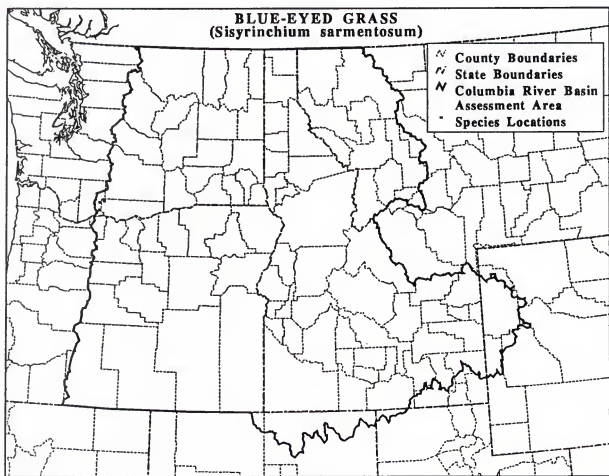 BLUE-EYED GRASS
(Sisyrinchium sarmentosum)
County Boundaries
State Boundaries
Columbia River Basin
Assessment Area
Species Locations